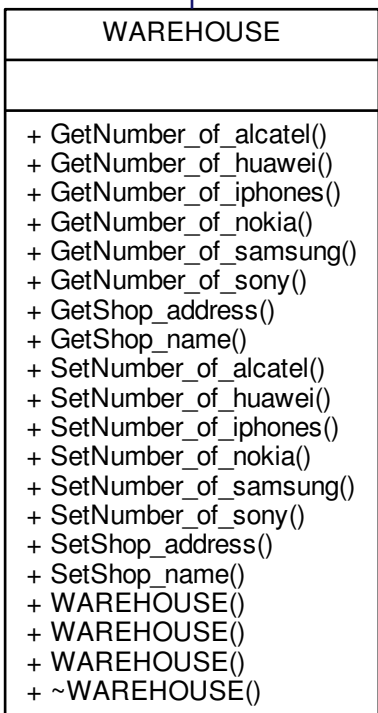 WAREHOUSE
+ GetNumber_of_alcatel()
+ GetNumber_of_huawei()
+ GetNumber_of_iphones()
+ GetNumber_of_nokia()
+ GetNumber_of_samsung()
+ GetNumber_of_sony()
+ GetShop_address()
+ GetShop_name()
+ SetNumber_of_alcatel()
+ SetNumber_of_huawei()
+ SetNumber_of_iphones()
+ SetNumber_of_nokia()
+ SetNumber_of_samsung()
+ SetNumber_of_sony()
+ SetShop_address()
+ SetShop_name()
+ WAREHOUSE()
+ WAREHOUSE()
+ WAREHOUSE()
+ ~WAREHOUSE()